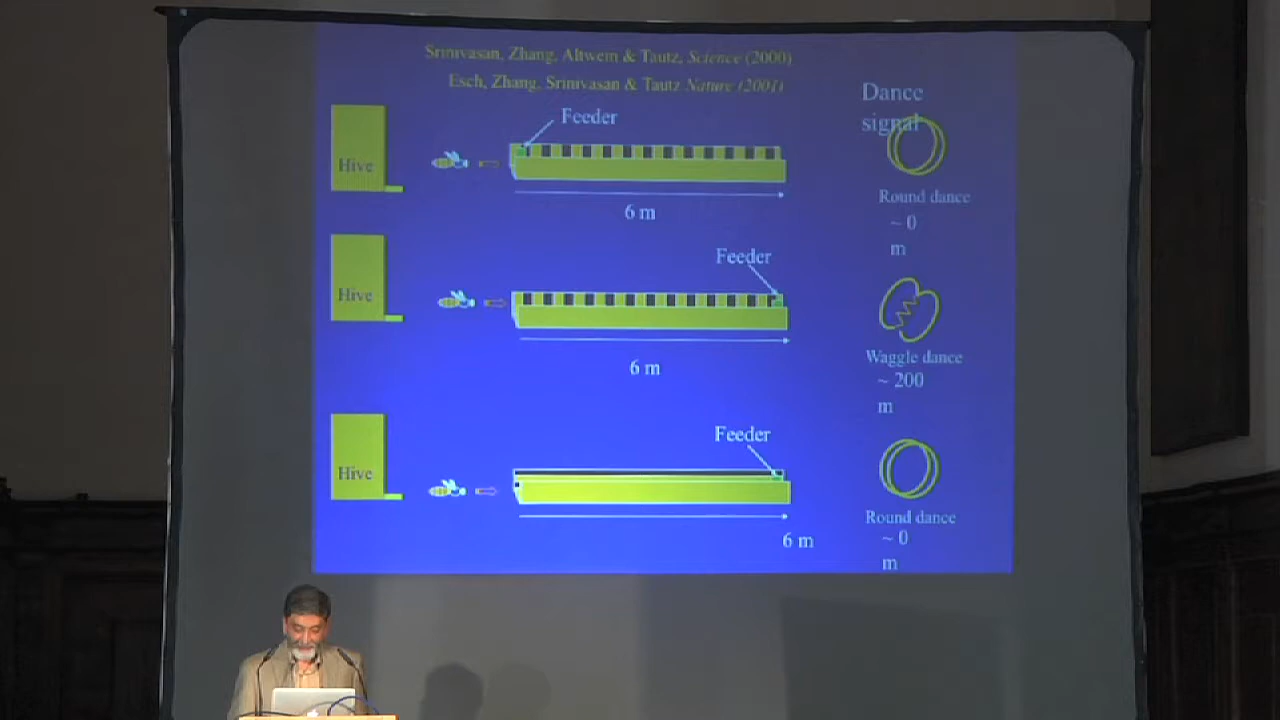 Srinivasan, Zhang, Altwein & Tautz, Science (2000)
Esch, Zhang, Srinivasan & Tautz Nature (2001)
Dance
signal
Feeder
Hive
6 m
Round dance
~ 0
m
Feeder
Hive
6 m
Waggle dance
~ 200
m
Feeder
Hive
6 m
Round dance
~ 0
m